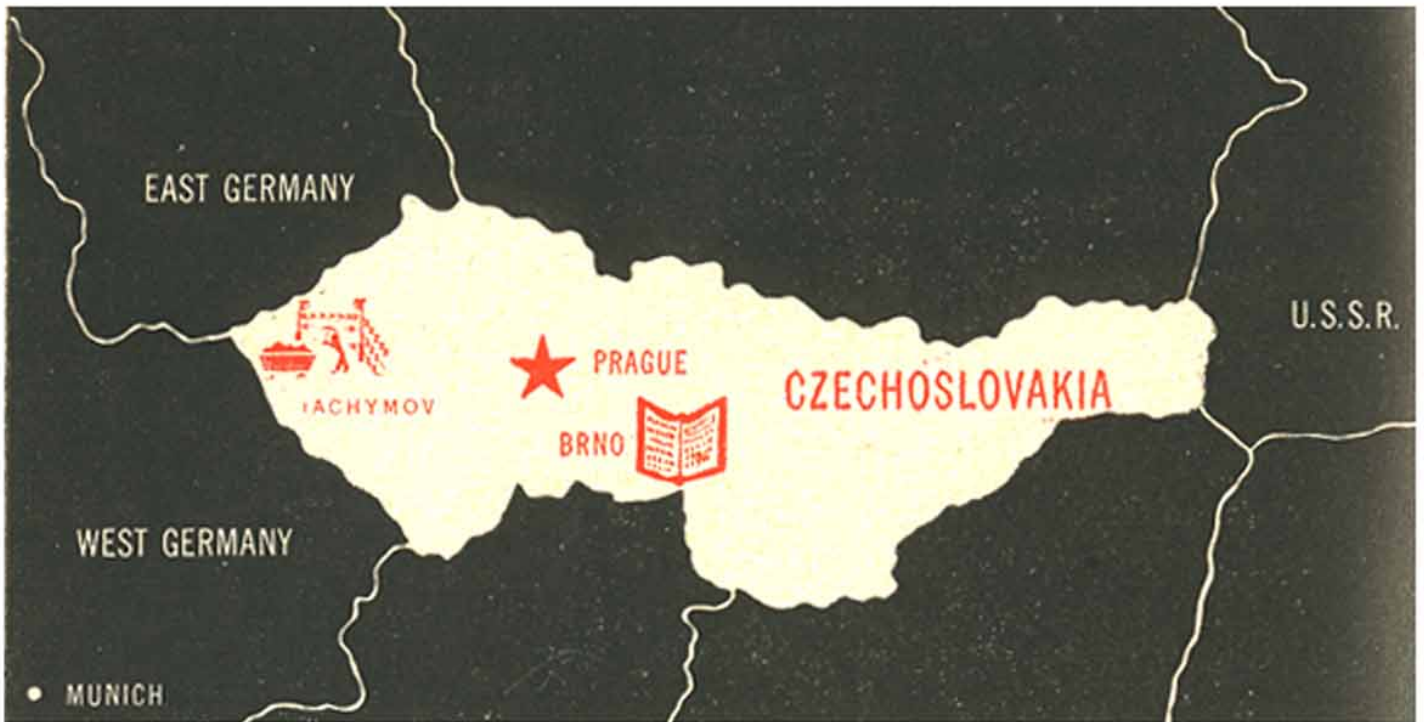 EAST GERMANY
U.S.S.R.
PRAGUE
CZECHOSLOVAKIA
ACHYMOV
BRNO
WEST GERMANY
MUNICH